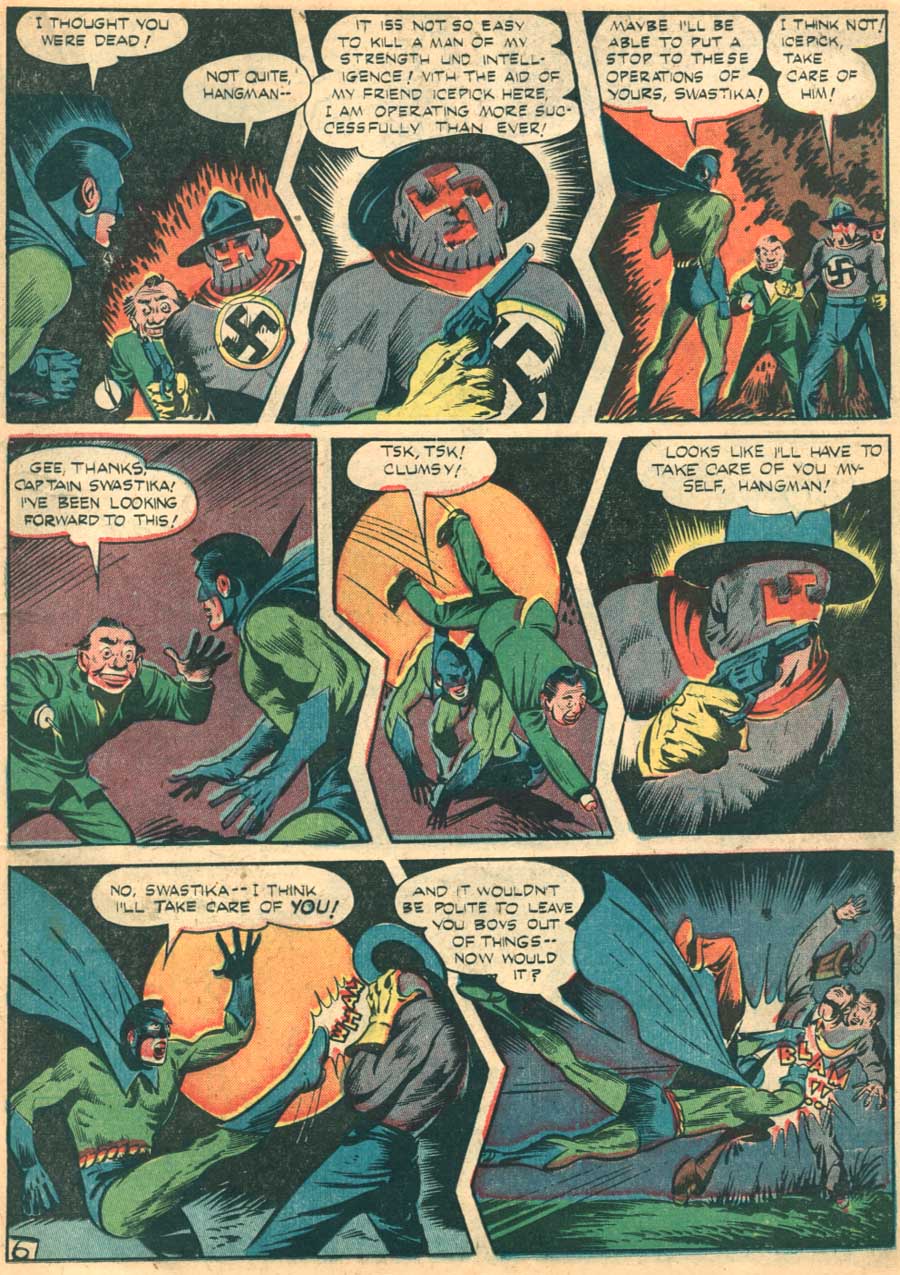 I THOUGHT YOU
WERE DEAD!
NOT QUITE,
HANGMAN--
IT ISS NOT SO EASY
TO KILL A MAN OF MY
STRENGTH UND INTELL-
IGENCE! VITH THE AID OF
MY FRIEND ICEPICK HERE,
I AM OPERATING MORE SUC-
CESSFULLY THAN EVER!
MAYBE I'LL BE
ABLE TO PUT A
STOP TO THESE
OPERATIONS OF
YOURS, SWASTIKA!
I THINK NOT!
ICEPICK,
TAKE
CARE OF
HIM!
GEE, THANKS,
CAPTAIN SWASTIKA!
I'VE BEEN LOOKING
FORWARD TO THIS!
TSK, TSK!
CLUMSY!
LOOKS LIKE I'LL HAVE TO
TAKE CARE OF YOU MY-
SELF, HANGMAN!
NO, SWASTIKA-- I THINK
I'LL TAKE CARE OF YOU!
WHAM
AND IT WOULDN'T
BE POLITE TO LEAVE
YOU BOYS OUT
OF THINGS--
NOW WOULD
IT?
BLAM
!!
6